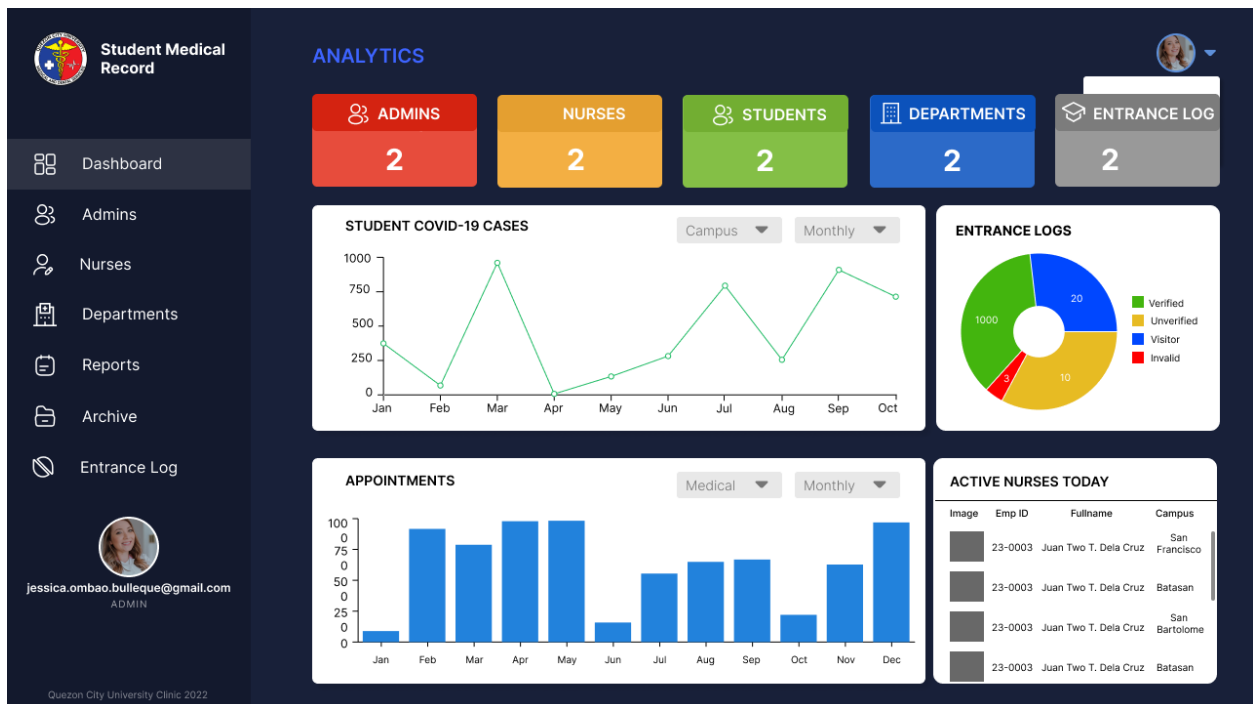 Student Medical
Record
ANALYTICS
ADMINS
NURSES
STUDENTS
DEPARTMENTS
ENTRANCE LOG
2
2
2
2
2
Dashboard
Admins
Nurses
Departments
Reports
Archive
Entrance Log
jessica.ombao.bulleque@gmail.com
ADMIN
Quezon City University Clinic 2022
STUDENT COVID-19 CASES
Campus
Monthly
1000
750
500
250
0
Jan Feb Mar Apr May Jun Jul Aug Sep Oct
ENTRANCE LOGS
1000
20
10
3
Verified
Unverified
Visitor
Invalid
APPOINTMENTS
Medical
Monthly
100
0
75
0
50
0
25
0
0
Jan Feb Mar Apr May Jun Jul Aug Sep Oct Nov Dec
ACTIVE NURSES TODAY
Image Emp ID Fullname Campus
23-0003 Juan Two T. Dela Cruz San
Francisco
23-0003 Juan Two T. Dela Cruz Batasan
23-0003 Juan Two T. Dela Cruz San
Bartolome
23-0003 Juan Two T. Dela Cruz Batasan